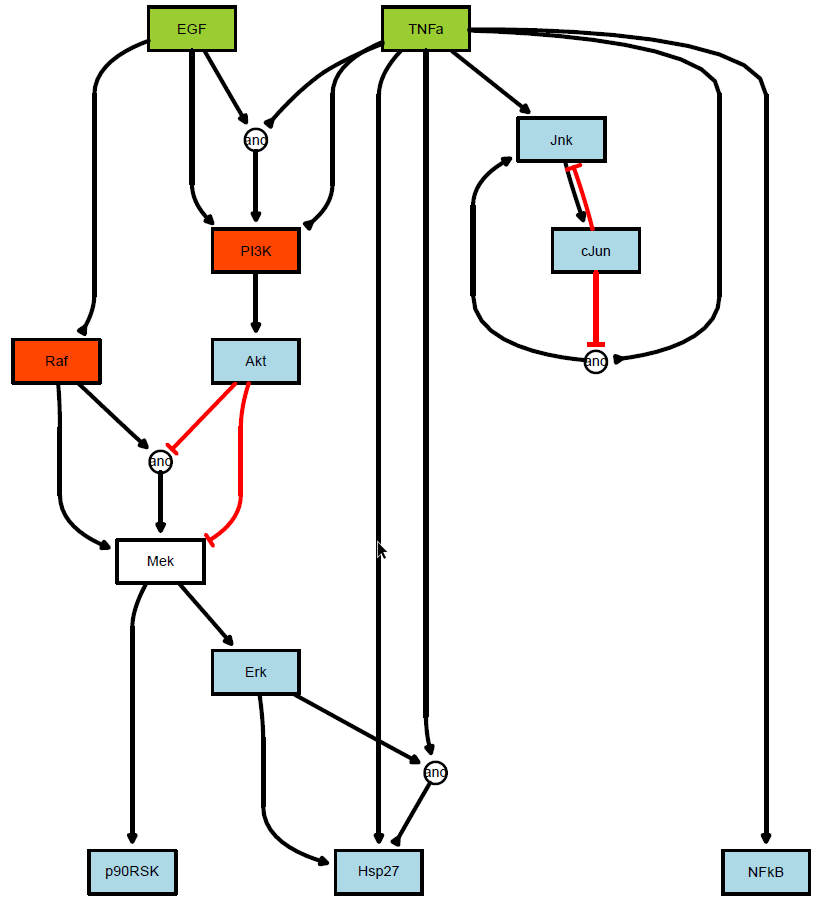 EGF
TNFa
and
Jnk
PI3K
cJun
Raf
Akt
and
and
Mek
Erk
and
p90RSK
Hsp27
NFkB